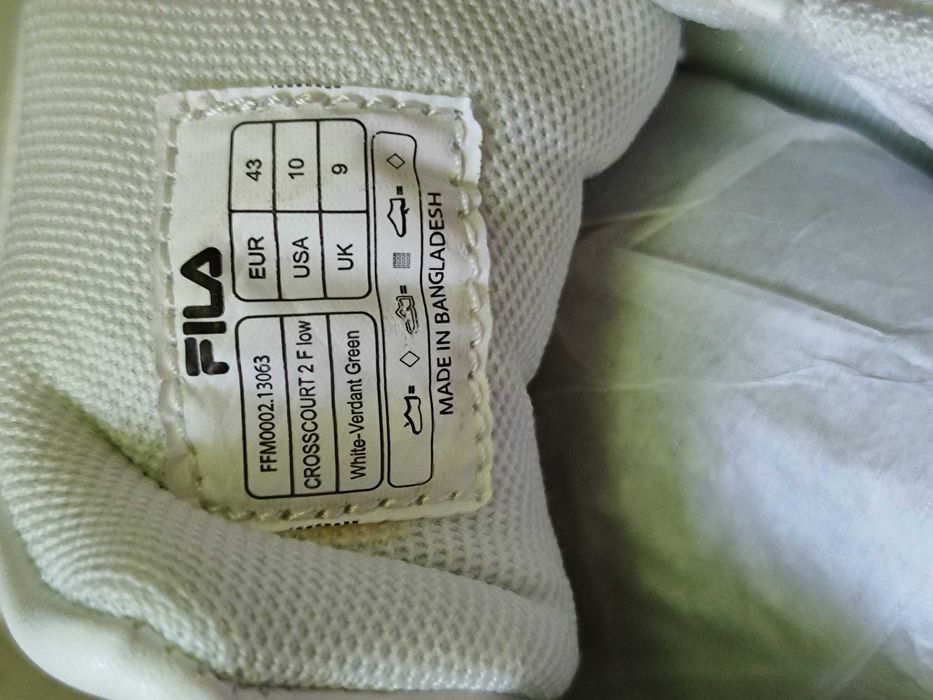 FILA
FFM0002.13063
CROSSCOURT 2 F low
White-Verdant Green
EUR 43
USA 10
UK 9
MADE IN BANGLADESH